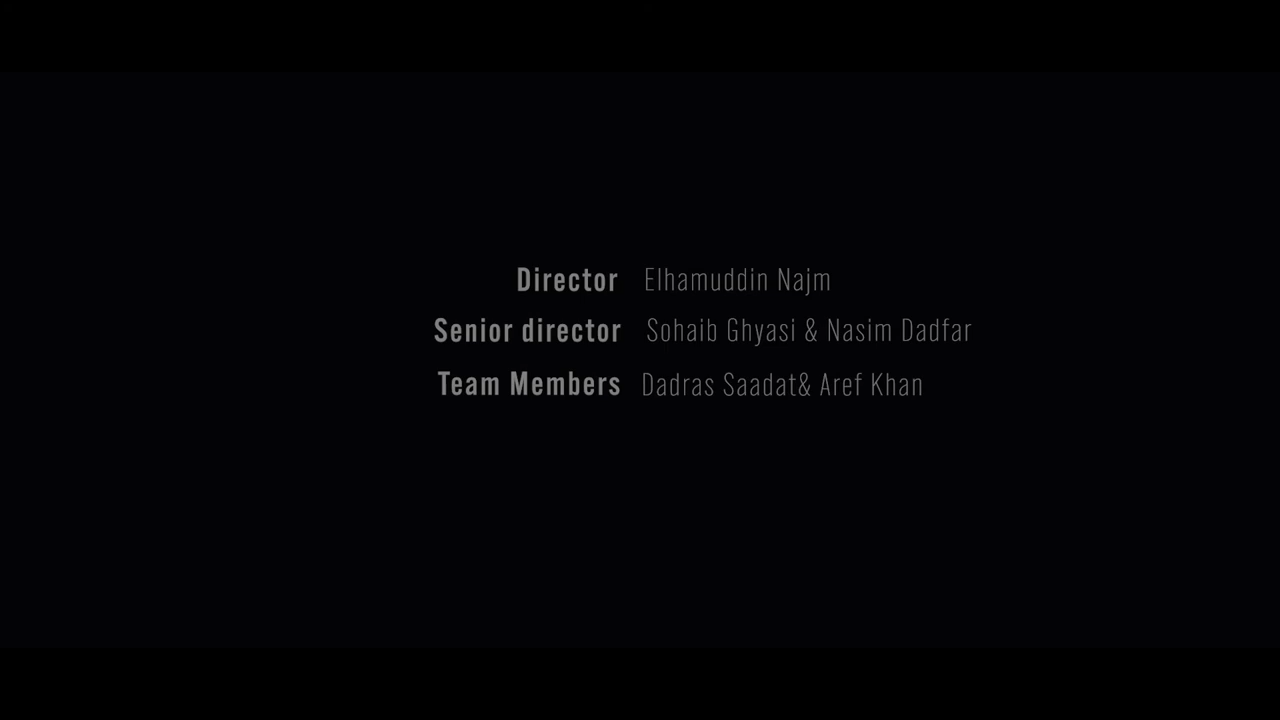 Director Elhamuddin Najm
Senior director Sohaib Ghyasi & Nasim Dadfar
Team Members Dadras Saadat& Aref Khan